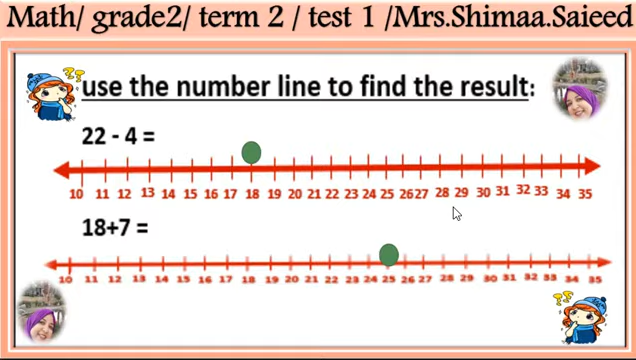 Math/ grade2/ term 2 / test 1 /Mrs.Shimaa.Saieed
use the number line to find the result:
22 - 4 =
10 11 12 13 14 15 16 17 18 19 20 21 22 23 24 25 26 27 28 29 30 31 32 33 34 35
18+7 =
10 11 12 13 14 15 16 17 18 19 20 21 22 23 24 25 26 27 28 29 30 31 32 33 34 35